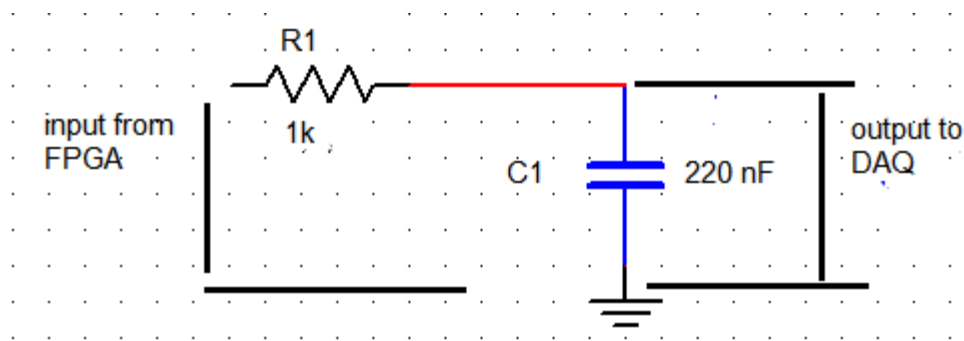 R1
1k
input from
FPGA
C1
220 nF
output to
DAQ